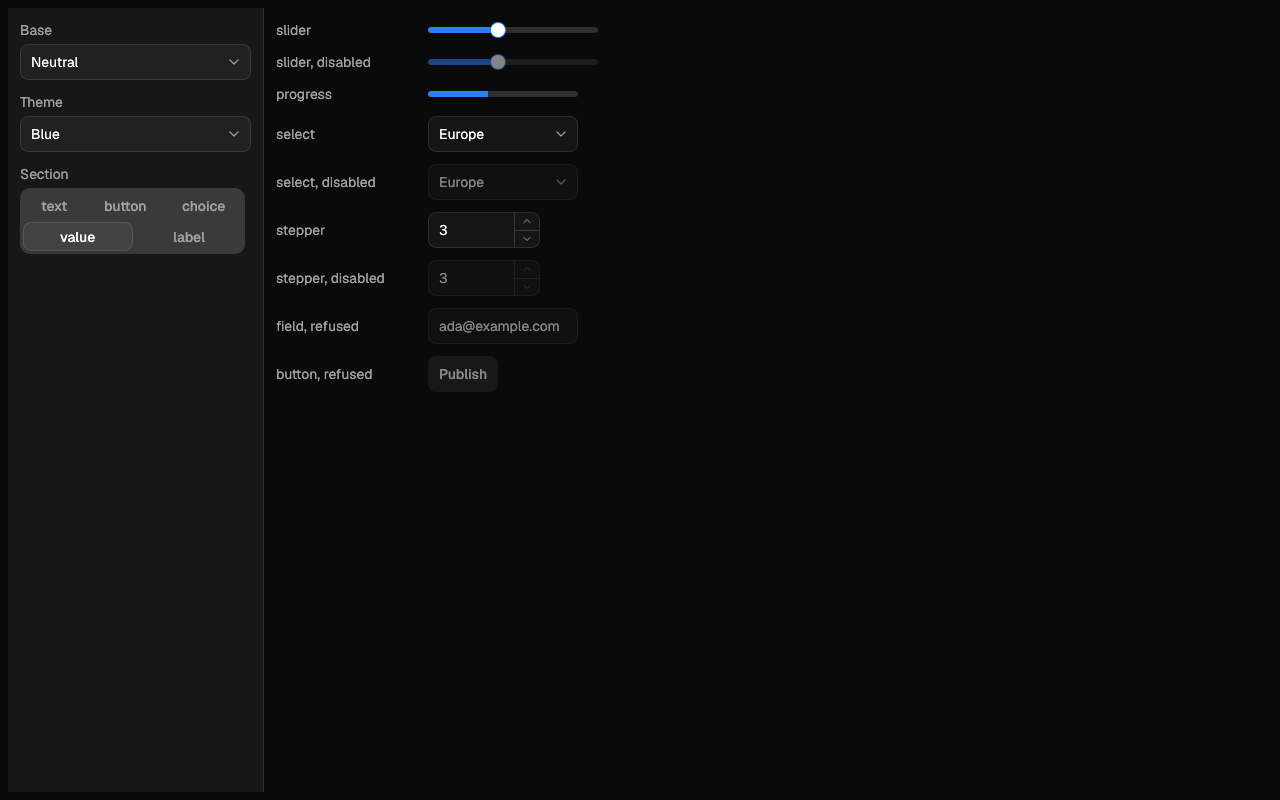 Base
Neutral
Theme
Blue
Section
text button choice
value label
slider
slider, disabled
progress
select Europe
select, disabled Europe
stepper 3
stepper, disabled 3
field, refused ada@example.com
button, refused Publish